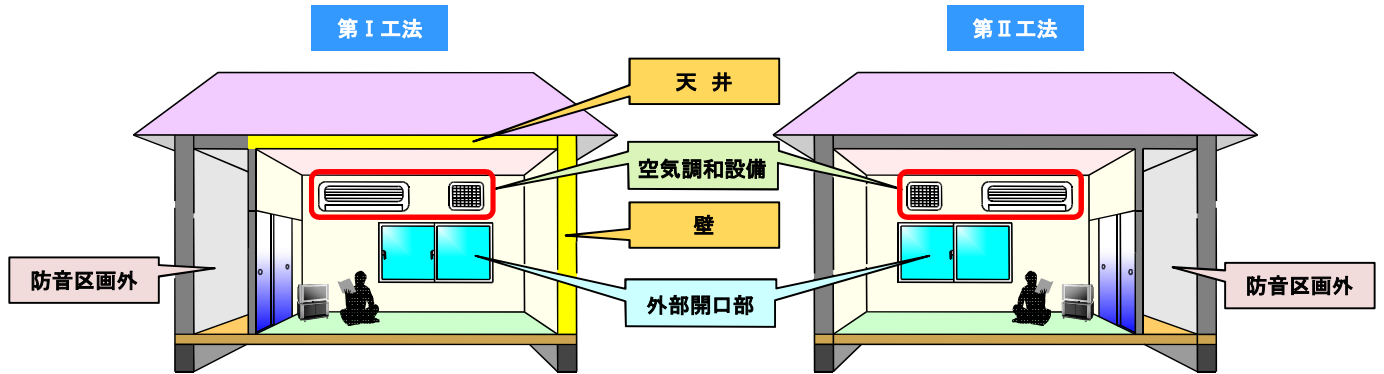 第Ⅰ工法
第Ⅱ工法
天 井
空気調和設備
壁
防音区画外
外部開口部
防音区画外